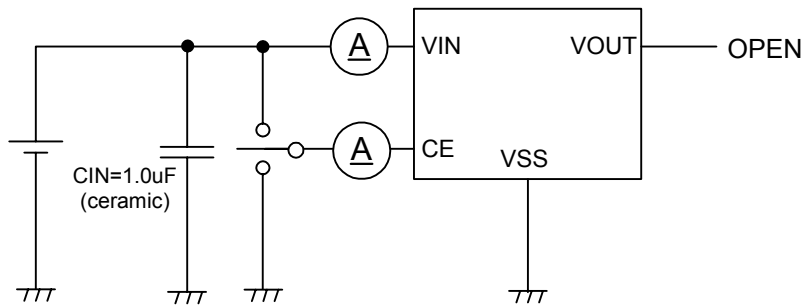 A VIN VOUT OPEN
A CE
VSS
CIN=1.0uF
(ceramic)